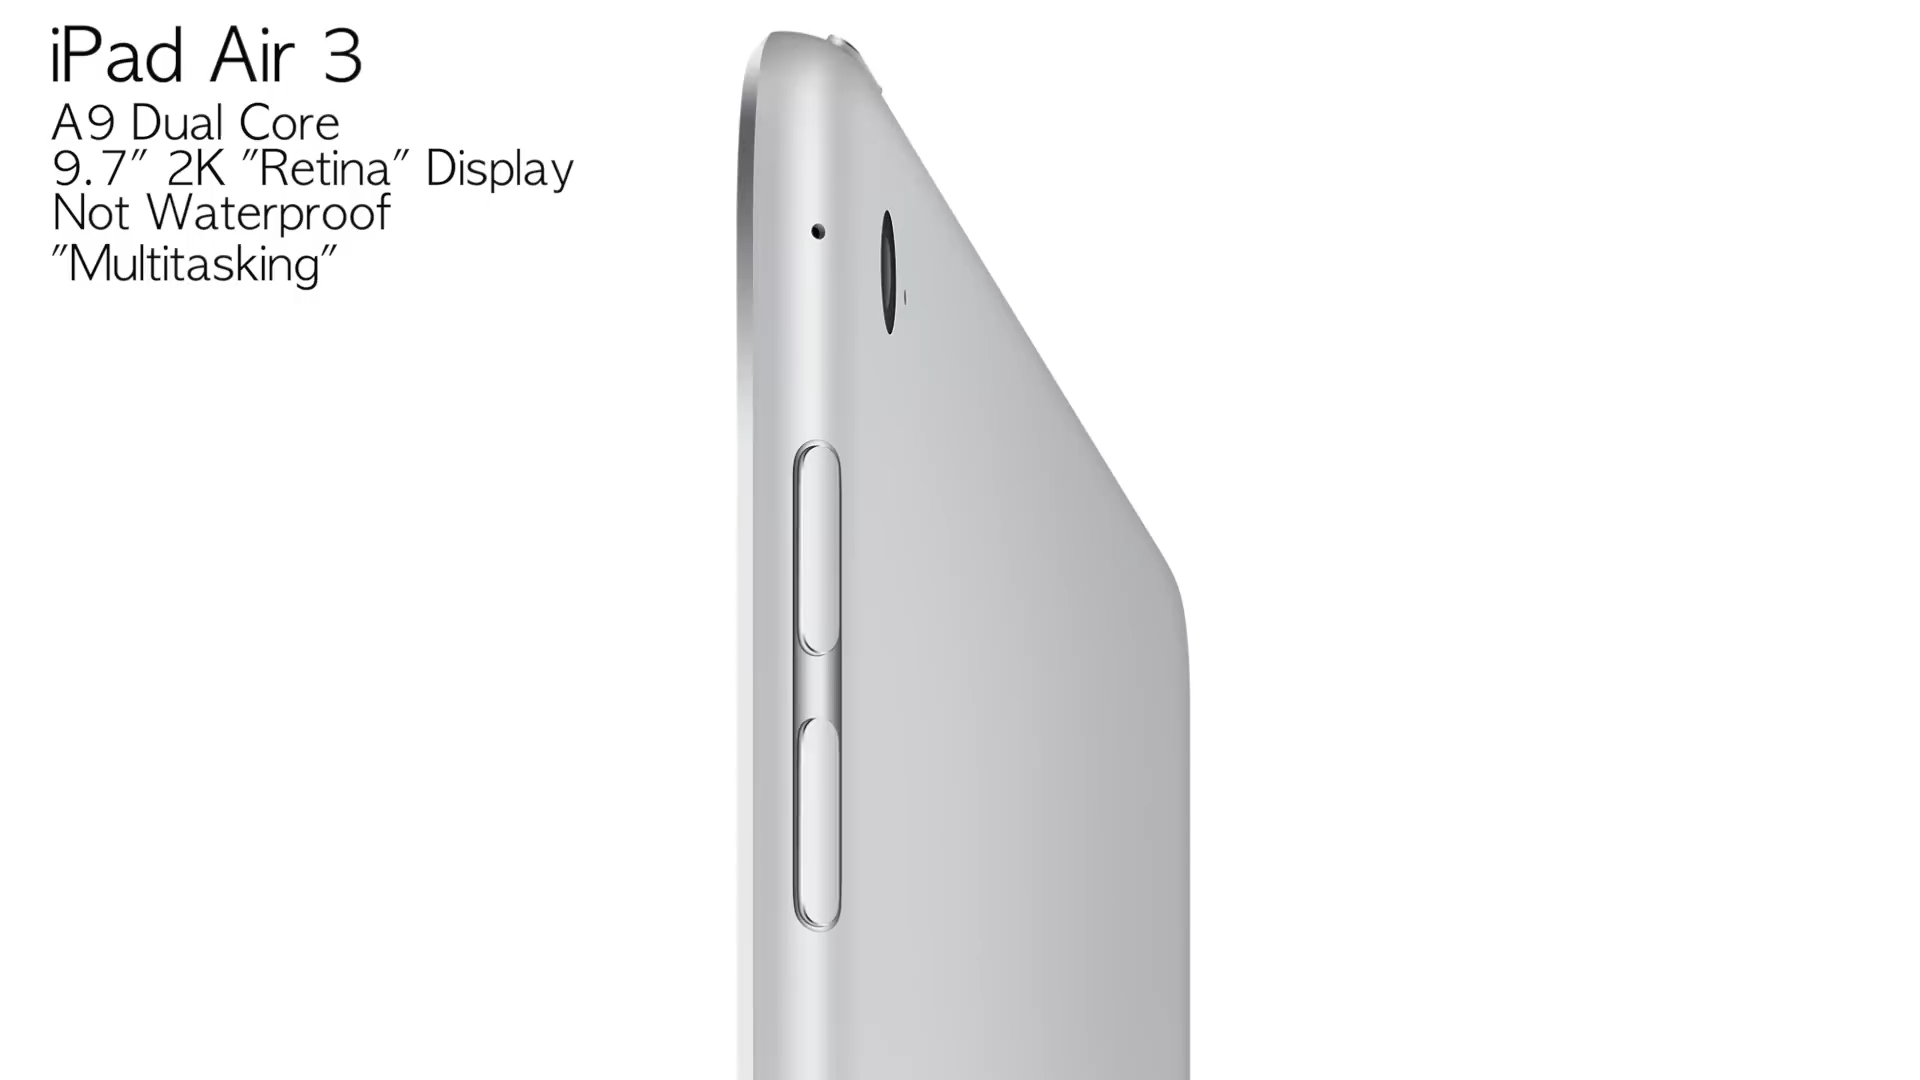 iPad Air 3
A9 Dual Core
9.7" 2K "Retina" Display
Not Waterproof
"Multitasking"